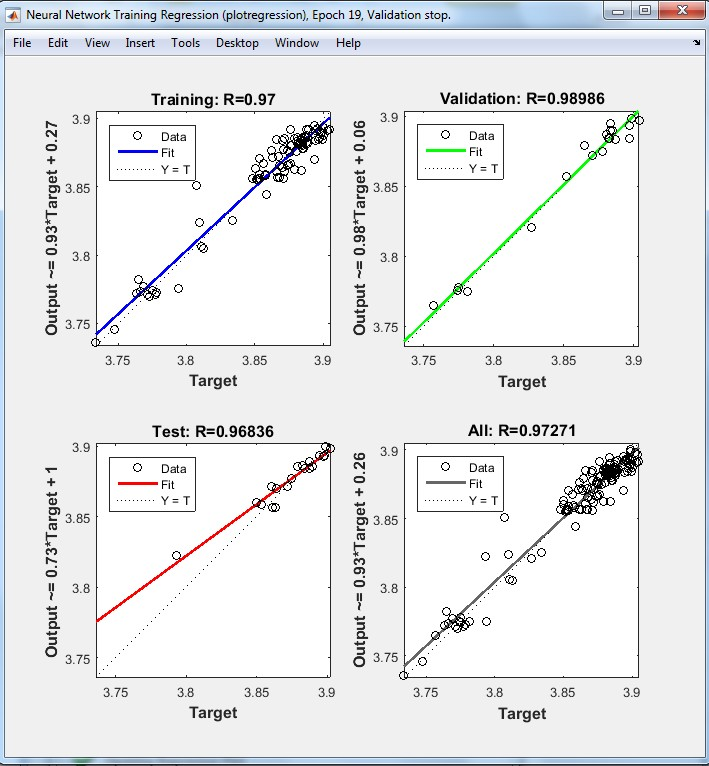 Neural Network Training Regression (plotregression), Epoch 19, Validation stop.
File Edit View Insert Tools Desktop Window Help
Training: R=0.97
Output ~= 0.93*Target + 0.27
3.9
3.85
3.8
3.75
Data
Fit
Y = T
3.75 3.8 3.85 3.9
Target
Validation: R=0.98986
Output ~= 0.98*Target + 0.06
3.9
3.85
3.8
3.75
Data
Fit
Y = T
3.75 3.8 3.85 3.9
Target
Test: R=0.96836
Output ~= 0.73*Target + 1
3.9
3.85
3.8
3.75
Data
Fit
Y = T
3.75 3.8 3.85 3.9
Target
All: R=0.97271
Output ~= 0.93*Target + 0.26
3.9
3.85
3.8
3.75
Data
Fit
Y = T
3.75 3.8 3.85 3.9
Target